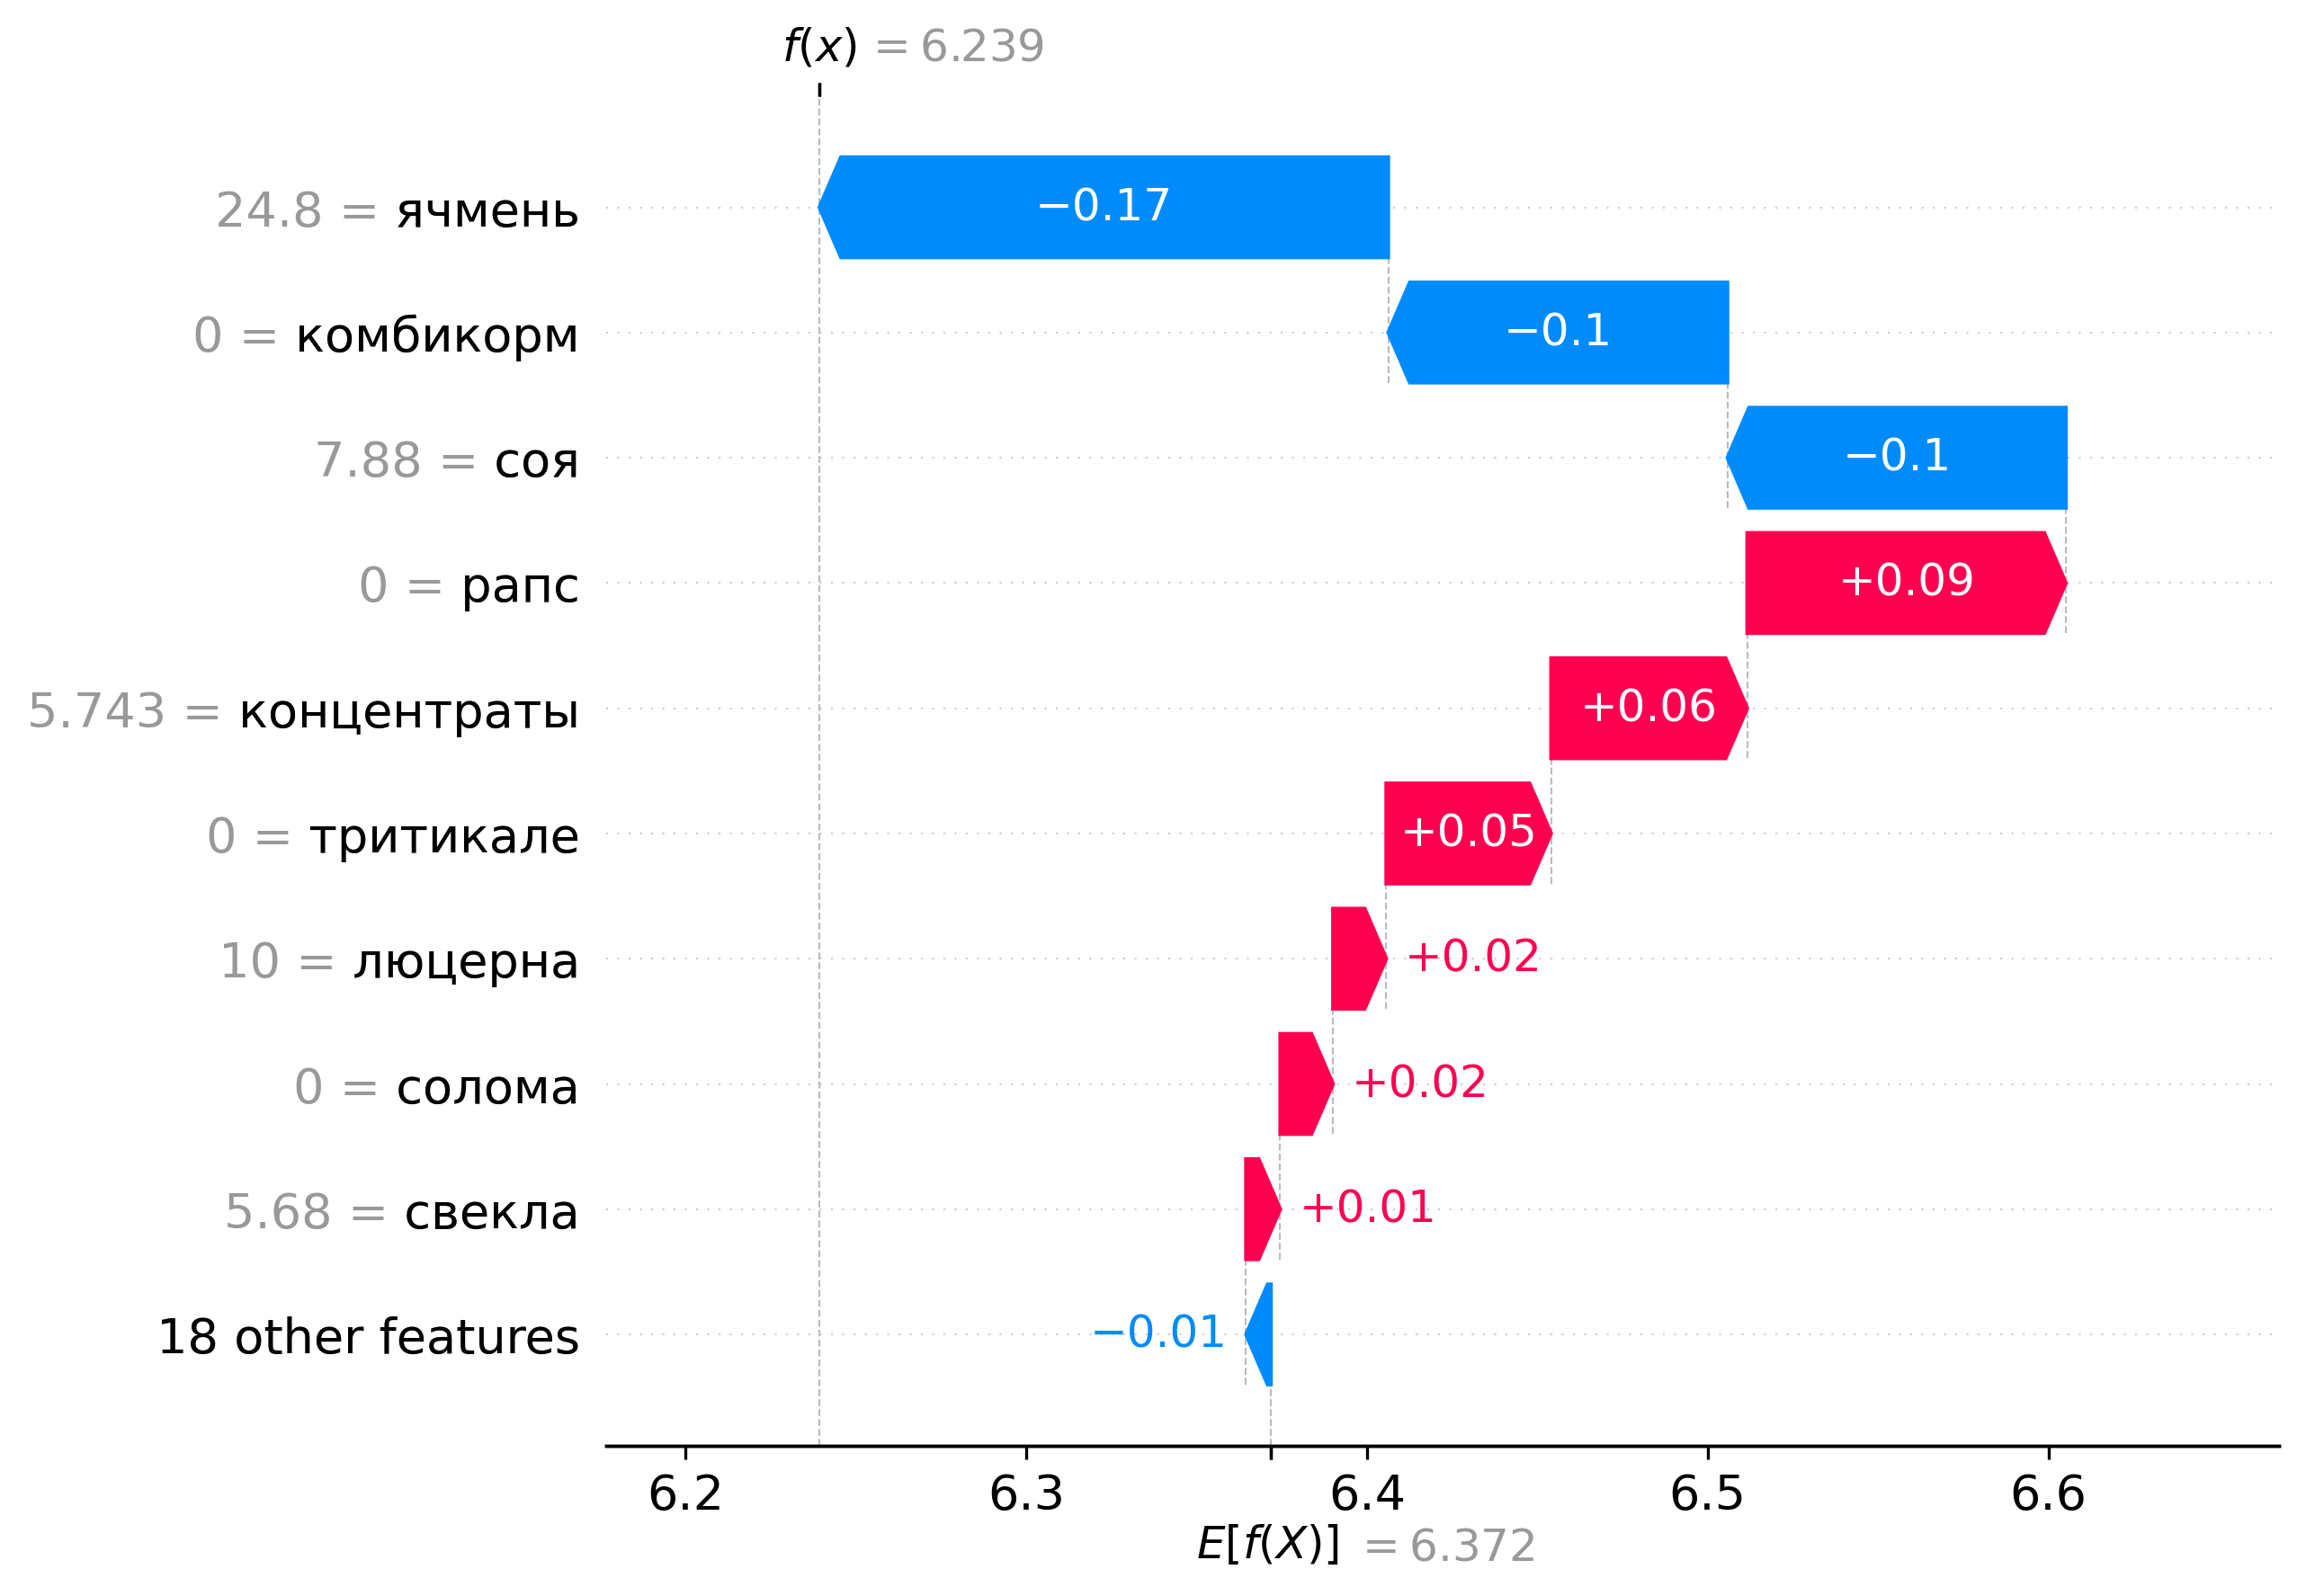 f(x) = 6.239
24.8 = ячмень
−0.17
0 = комбикорм
−0.1
7.88 = соя
−0.1
0 = рапс
+0.09
5.743 = концентраты
+0.06
0 = тритикале
+0.05
10 = люцерна
+0.02
0 = солома
+0.02
5.68 = свекла
+0.01
18 other features
−0.01
6.2 6.3 6.4 6.5 6.6
E[f(X)] = 6.372